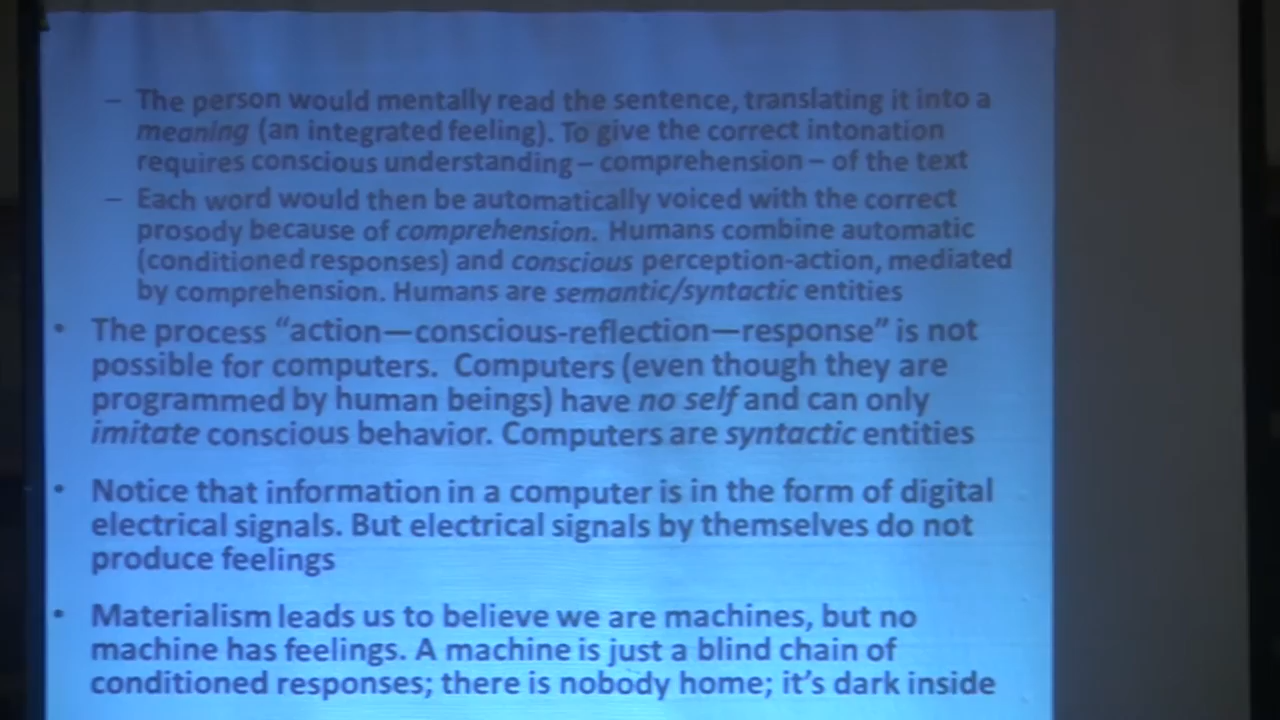 – The person would mentally read the sentence, translating it into a
meaning (an integrated feeling). To give the correct intonation
requires conscious understanding – comprehension – of the text
– Each word would then be automatically voiced with the correct
prosody because of comprehension. Humans combine automatic
(conditioned responses) and conscious perception-action, mediated
by comprehension. Humans are semantic/syntactic entities
• The process “action—conscious-reflection—response” is not
possible for computers. Computers (even though they are
programmed by human beings) have no self and can only
imitate conscious behavior. Computers are syntactic entities
• Notice that information in a computer is in the form of digital
electrical signals. But electrical signals by themselves do not
produce feelings
• Materialism leads us to believe we are machines, but no
machine has feelings. A machine is just a blind chain of
conditioned responses; there is nobody home; it’s dark inside